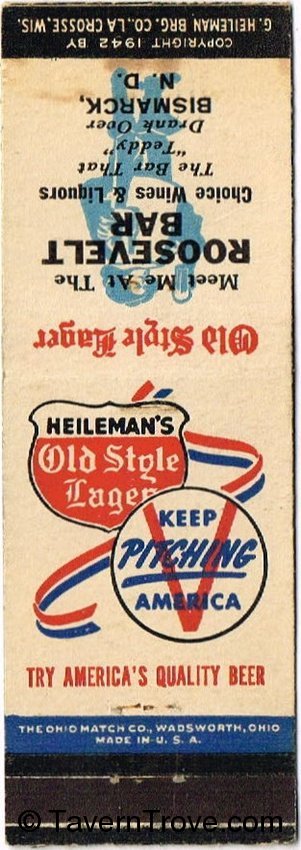 G. HEILEMAN BRG. CO. LA CROSSE, WIS.
COPYRIGHT 1942 BY
Meet Me At The
ROOSEVELT
BAR
Choice Wines & Liquors
The Bar That
"Teddy"
Drank Over
BISMARCK,
N. D.
Old Style Lager
HEILEMAN'S
Old Style
Lager
KEEP
PITCHING
AMERICA
V
TRY AMERICA'S QUALITY BEER
THE OHIO MATCH CO., WADSWORTH, OHIO
MADE IN U. S. A.
© TavernTrove.com